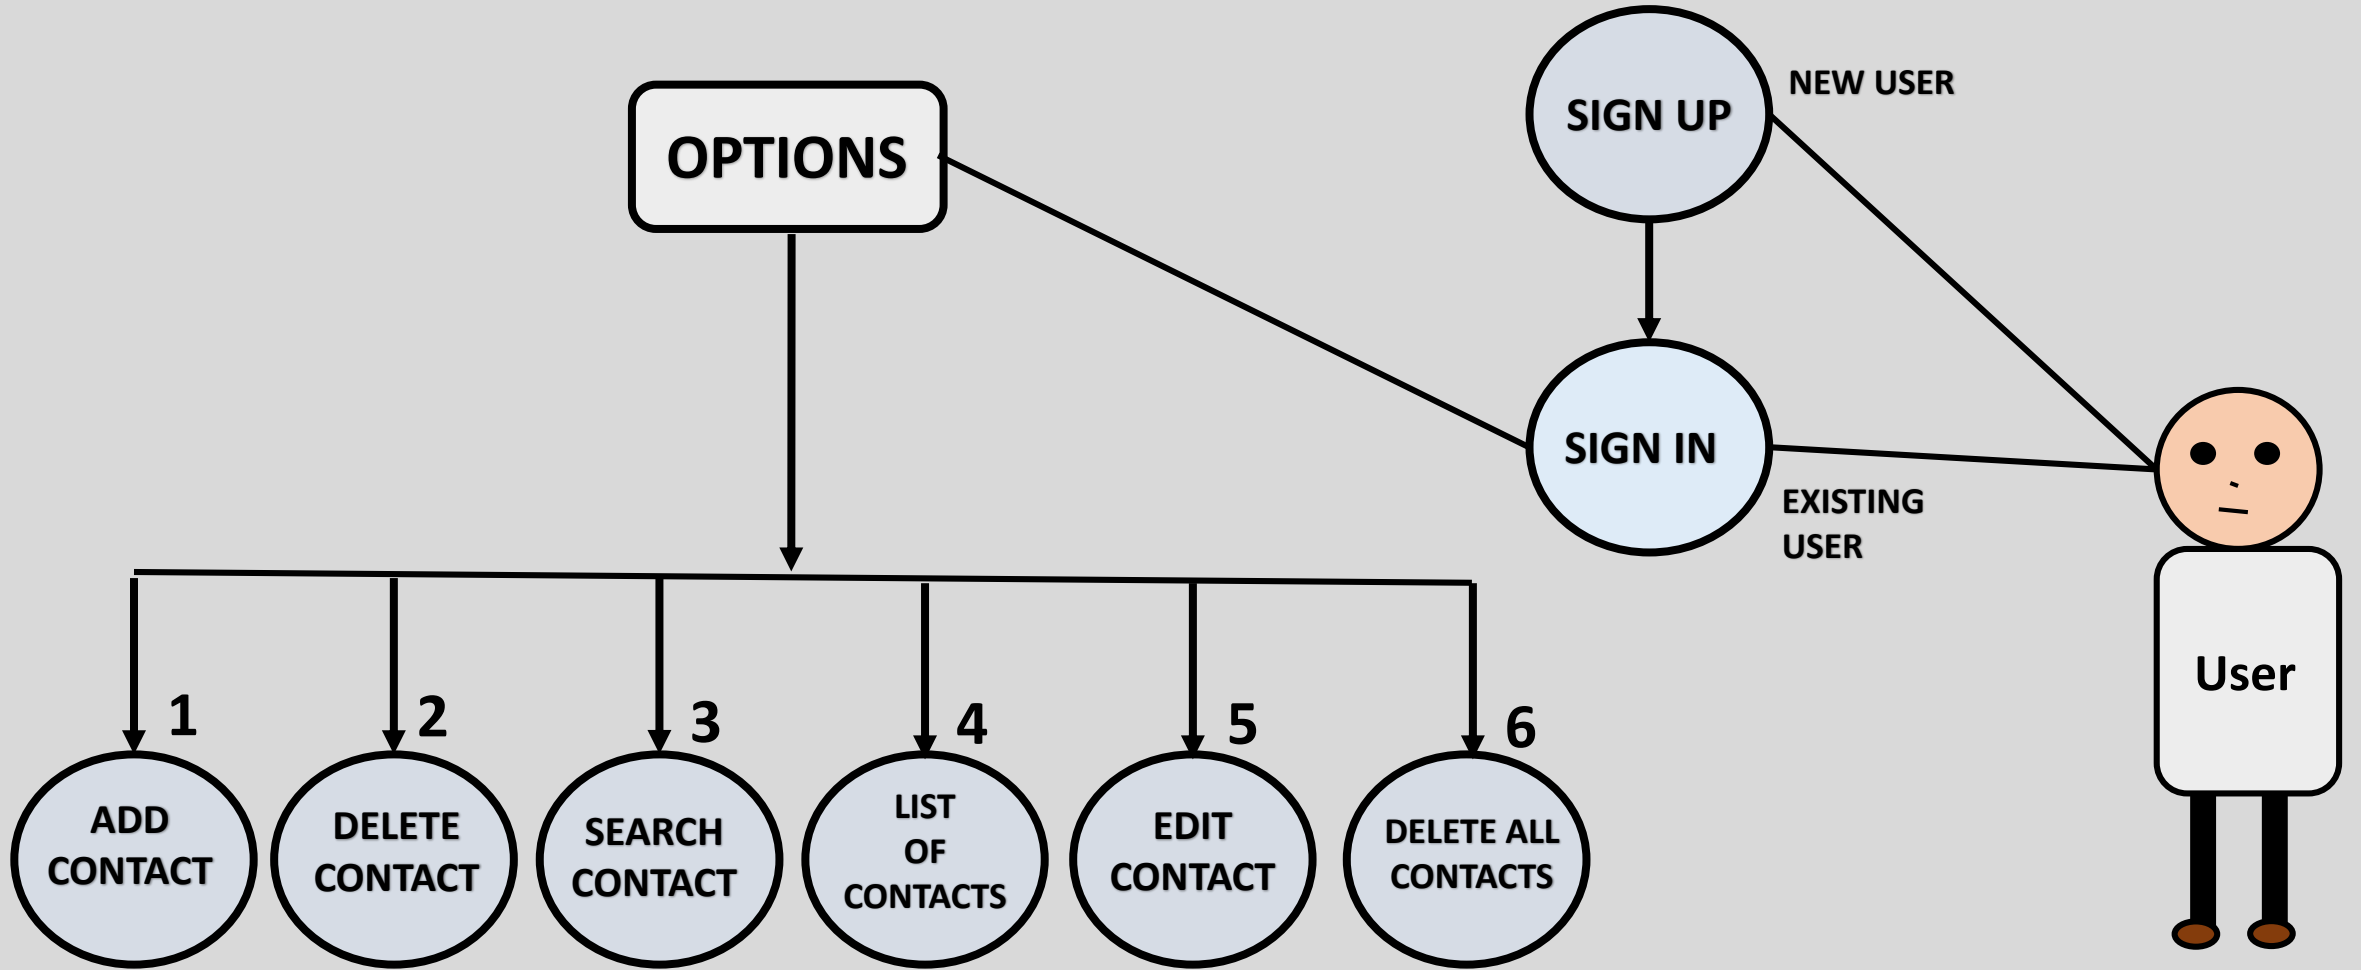 SIGN UP
NEW USER
OPTIONS
SIGN IN
EXISTING
USER
User
1
2
3
4
5
6
ADD
CONTACT
DELETE
CONTACT
SEARCH
CONTACT
LIST
OF
CONTACTS
EDIT
CONTACT
DELETE ALL
CONTACTS